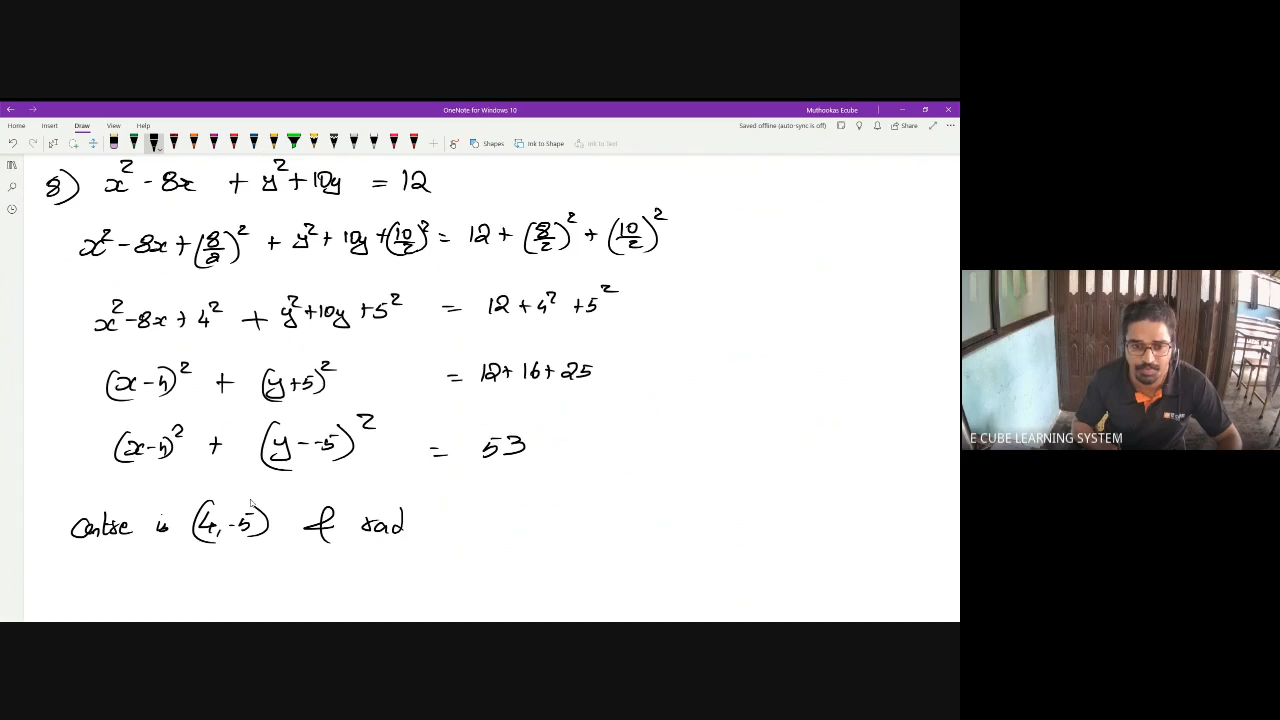 OneNote for Windows 10
Muthookas Ecube
Home Insert Draw View Help
Saved offline (auto-sync is off)
Share
Shapes
Ink to Shape
Ink to Text
8) x² - 8x + y² + 10y = 12
x² - 8x + (8/2)² + y² + 10y + (10/2)² = 12 + (8/2)² + (10/2)²
x² - 8x + 4² + y² + 10y + 5² = 12 + 4² + 5²
(x-4)² + (y+5)² = 12 + 16 + 25
(x-4)² + (y--5)² = 53
Centre is (4, -5) & rad
E CUBE LEARNING SYSTEM